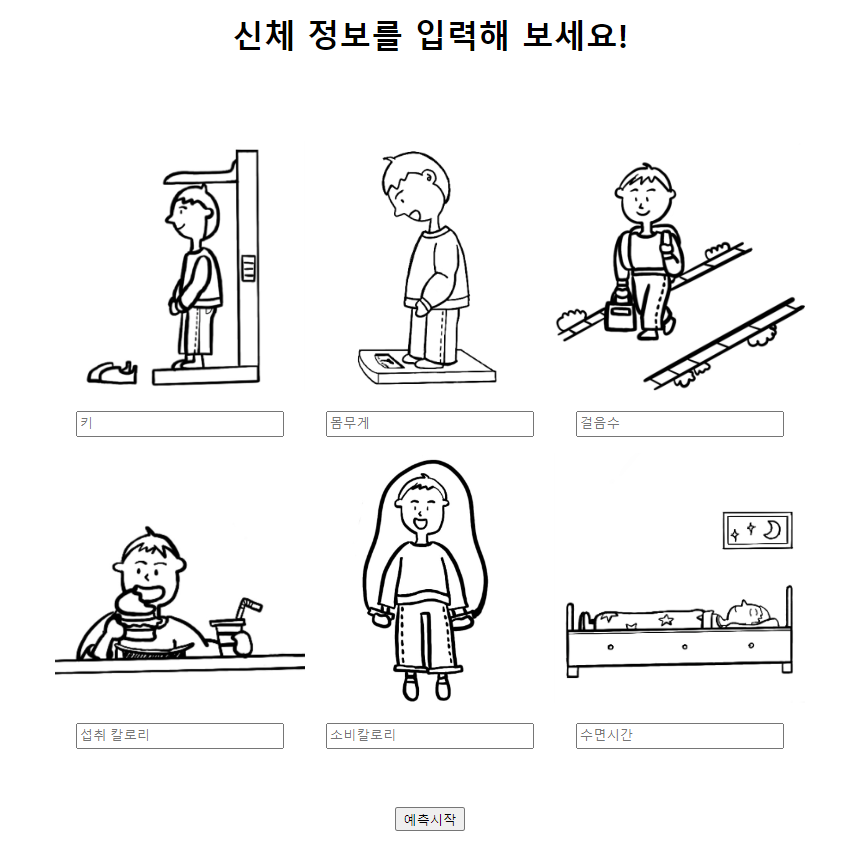 신체 정보를 입력해 보세요!
키
몸무게
걸음수
섭취 칼로리
소비칼로리
수면시간
예측시작